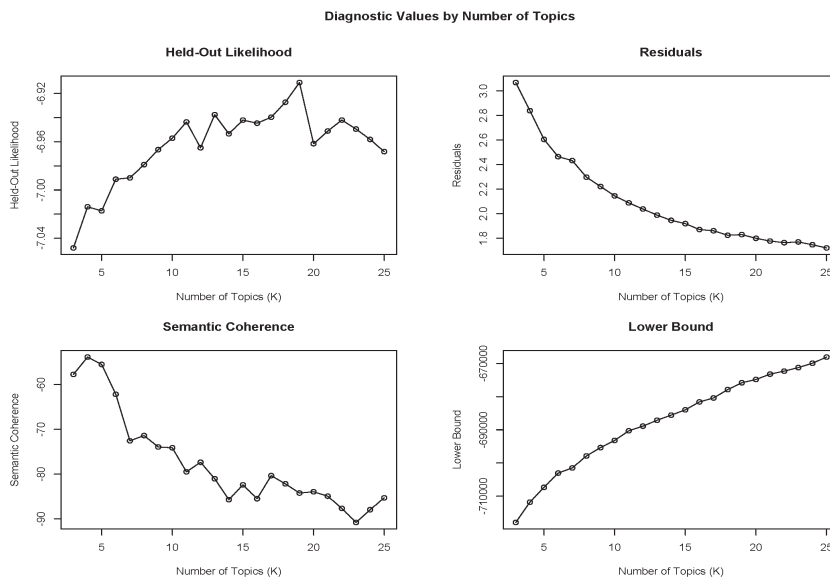 Diagnostic Values by Number of Topics
Held-Out Likelihood
Held-Out Likelihood
-6.92
-6.96
-7.00
-7.04
5 10 15 20 25
Number of Topics (K)
Residuals
Residuals
3.0
2.8
2.6
2.4
2.2
2.0
1.8
5 10 15 20 25
Number of Topics (K)
Semantic Coherence
Semantic Coherence
-60
-70
-80
-90
5 10 15 20 25
Number of Topics (K)
Lower Bound
Lower Bound
-670000
-690000
-710000
5 10 15 20 25
Number of Topics (K)